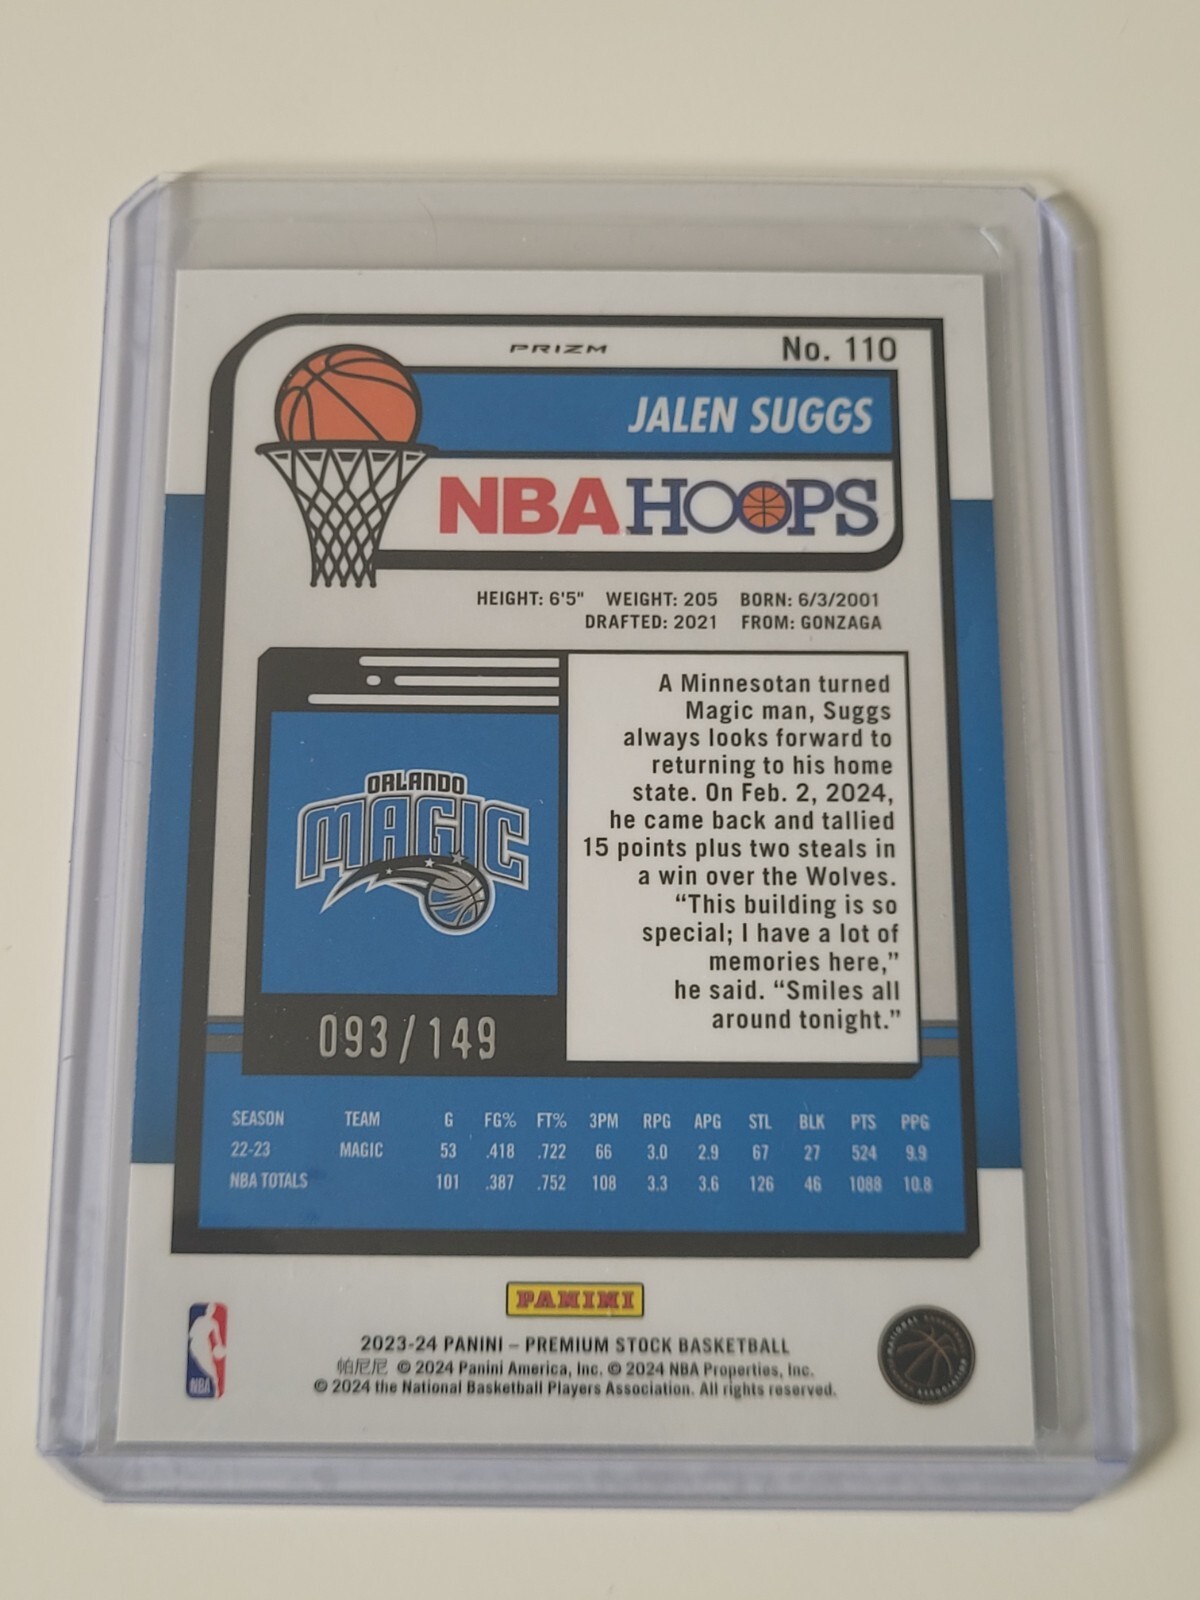 PRIZM
No. 110
JALEN SUGGS
NBA HOOPS
HEIGHT: 6'5" WEIGHT: 205 BORN: 6/3/2001
DRAFTED: 2021 FROM: GONZAGA
ORLANDO
MAGIC
A Minnesotan turned
Magic man, Suggs
always looks forward to
returning to his home
state. On Feb. 2, 2024,
he came back and tallied
15 points plus two steals in
a win over the Wolves.
“This building is so
special; I have a lot of
memories here,”
he said. “Smiles all
around tonight.”
093/149
SEASON TEAM G FG% FT% 3PM RPG APG STL BLK PTS PPG
22-23 MAGIC 53 .418 .722 66 3.0 2.9 67 27 524 9.9
NBA TOTALS 101 .387 .752 108 3.3 3.6 126 46 1088 10.8
PANINI
2023-24 PANINI – PREMIUM STOCK BASKETBALL
帕尼尼 © 2024 Panini America, Inc. © 2024 NBA Properties, Inc.
© 2024 the National Basketball Players Association. All rights reserved.
NBA
NATIONAL BASKETBALL
PLAYERS ASSOCIATION